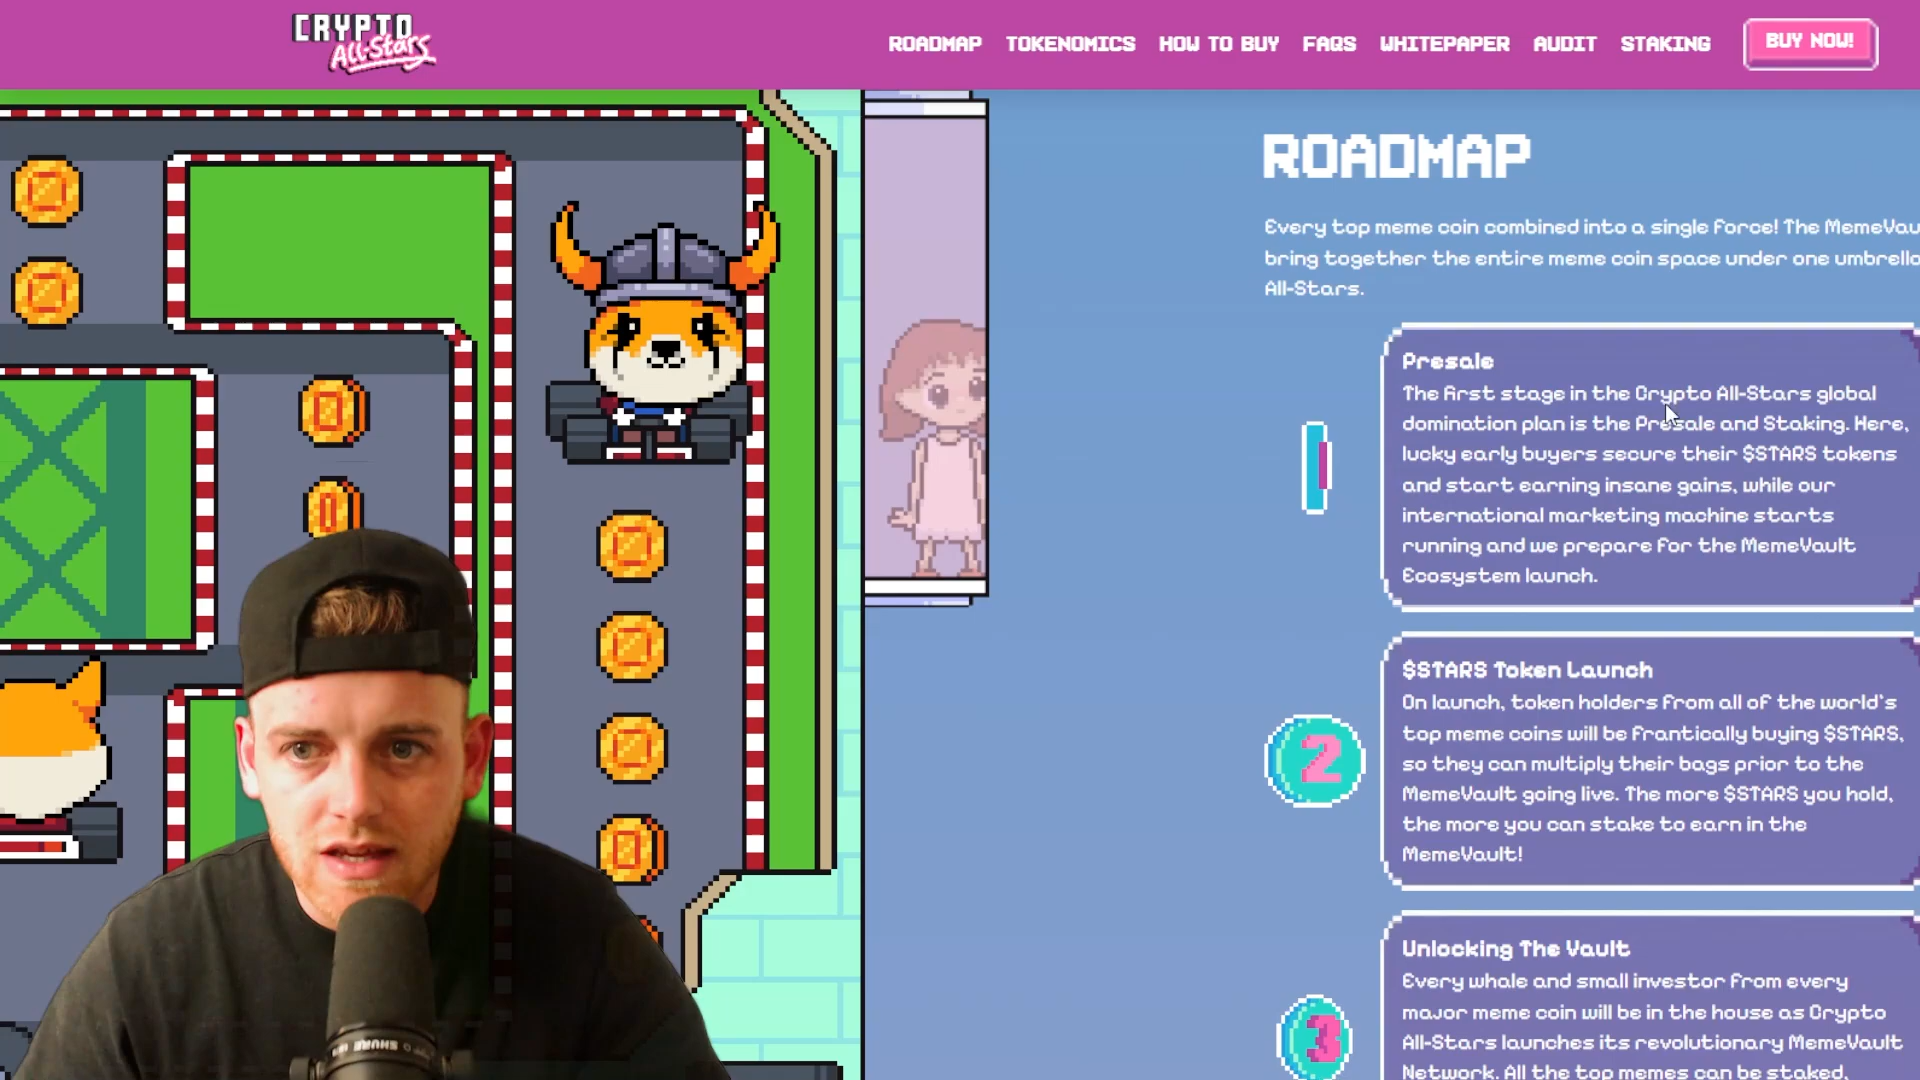 CRYPTO
All-Stars
ROADMAP
TOKENOMICS
HOW TO BUY
FAQS
WHITEPAPER
AUDIT
STAKING
BUY NOW!
ROADMAP
Every top meme coin combined into a single force! The MemeVau
bring together the entire meme coin space under one umbrella
All-Stars.
Presale
The first stage in the Crypto All-Stars global
domination plan is the Presale and Staking. Here,
lucky early buyers secure their $STARS tokens
and start earning insane gains, while our
international marketing machine starts
running and we prepare for the MemeVault
Ecosystem launch.
2
$STARS Token Launch
On launch, token holders from all of the world's
top meme coins will be frantically buying $STARS,
so they can multiply their bags prior to the
MemeVault going live. The more $STARS you hold,
the more you can stake to earn in the
MemeVault!
3
Unlocking The Vault
Every whale and small investor from every
major meme coin will be in the house as Crypto
All-Stars launches its revolutionary MemeVault
Network. All the top memes can be staked,
SHURE